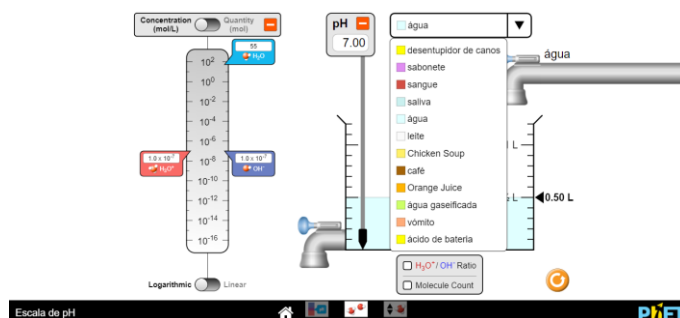 Concentration
(mol/L)
Quantity
(mol)
55
H₂O
10²
10⁰
10⁻²
10⁻⁴
10⁻⁶
10⁻⁸
10⁻¹⁰
10⁻¹²
10⁻¹⁴
10⁻¹⁶
1.0 x 10⁻⁷
H₃O⁺
1.0 x 10⁻⁷
OH⁻
Logarithmic
Linear
pH
7.00
água
desentupidor de canos
sabonete
sangue
saliva
água
leite
Chicken Soup
café
Orange Juice
água gaseificada
vômito
ácido de bateria
água
L
L
0.50 L
H₃O⁺/ OH⁻ Ratio
Molecule Count
Escala de pH
PhET